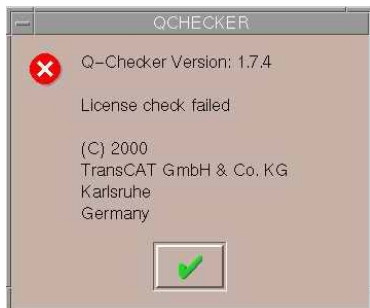 QCHECKER
Q-Checker Version: 1.7.4
License check failed
(C) 2000
TransCAT GmbH & Co. KG
Karlsruhe
Germany